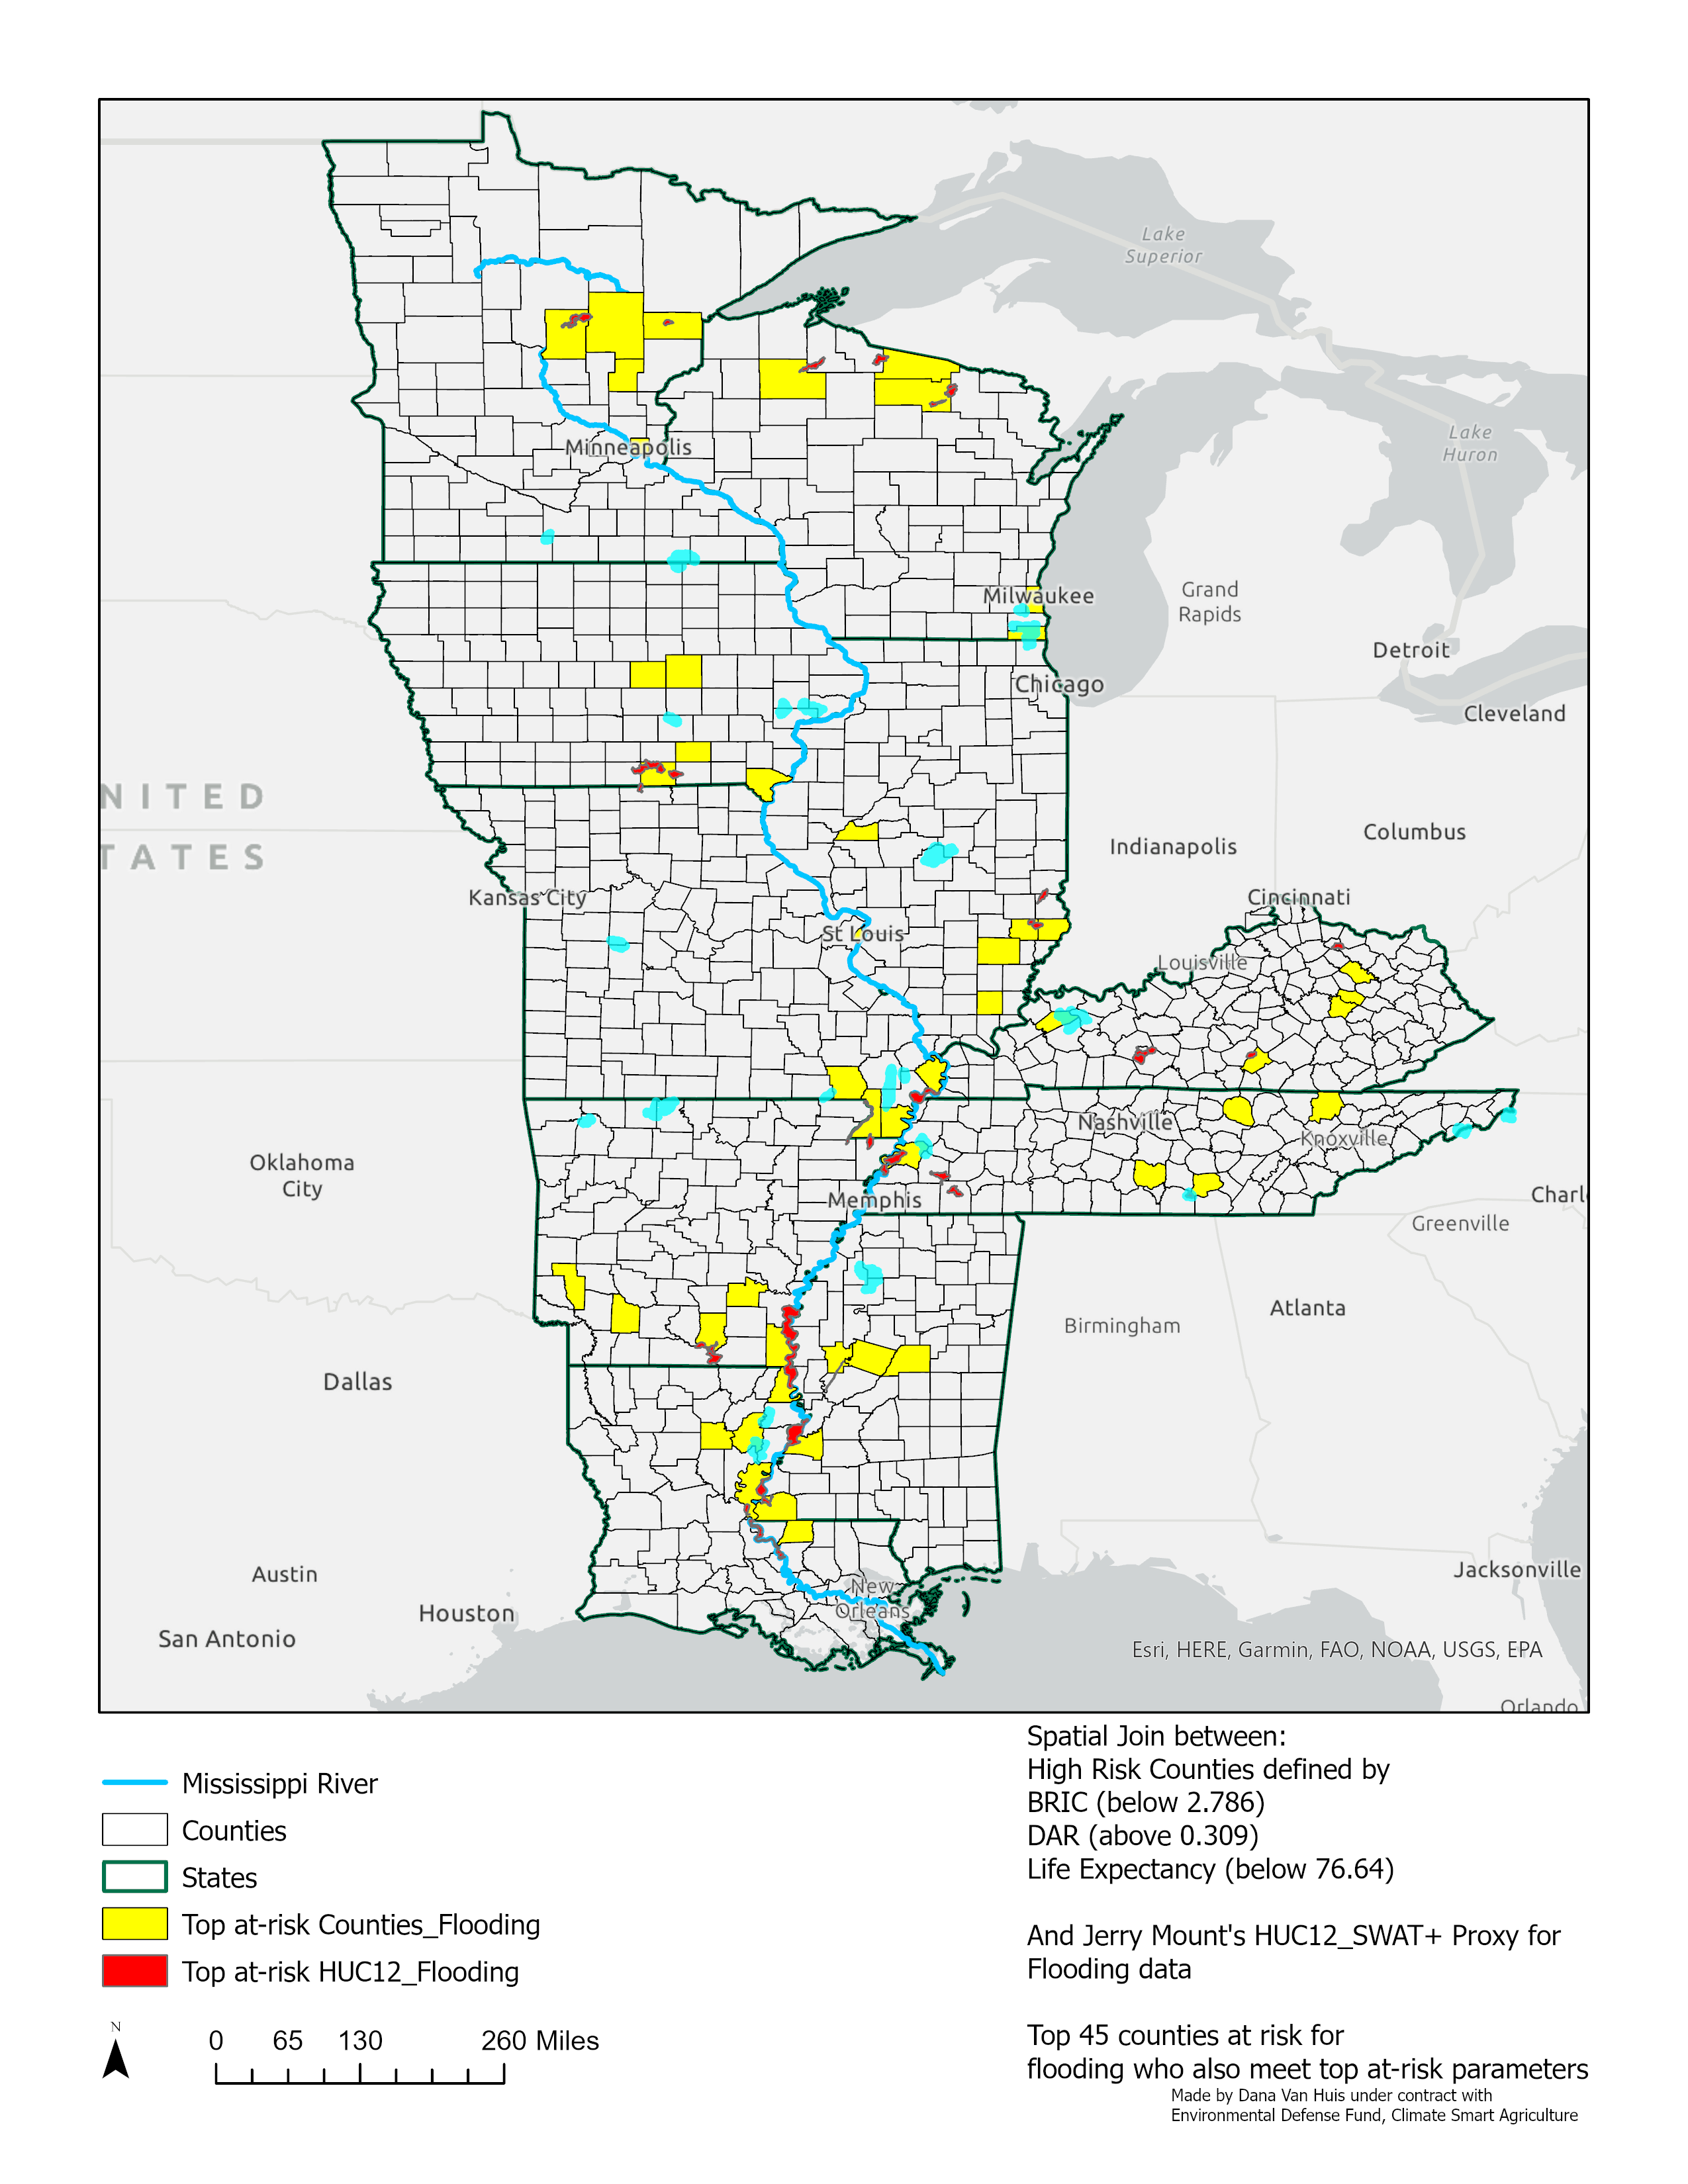 Lake
Superior
Lake
Huron
Minneapolis
Milwaukee
Grand
Rapids
Detroit
Chicago
Cleveland
NITED
TATES
Indianapolis
Columbus
Kansas City
Cincinnati
St Louis
Louisville
Nashville
Knoxville
Oklahoma
City
Memphis
Charl
Greenville
Atlanta
Birmingham
Dallas
Austin
New
Orleans
Jacksonville
Houston
San Antonio
Esri, HERE, Garmin, FAO, NOAA, USGS, EPA
Orlando
Mississippi River
Counties
States
Top at-risk Counties_Flooding
Top at-risk HUC12_Flooding
N
0 65 130 260 Miles
Spatial Join between:
High Risk Counties defined by
BRIC (below 2.786)
DAR (above 0.309)
Life Expectancy (below 76.64)
And Jerry Mount's HUC12_SWAT+ Proxy for
Flooding data
Top 45 counties at risk for
flooding who also meet top at-risk parameters
Made by Dana Van Huis under contract with
Environmental Defense Fund, Climate Smart Agriculture